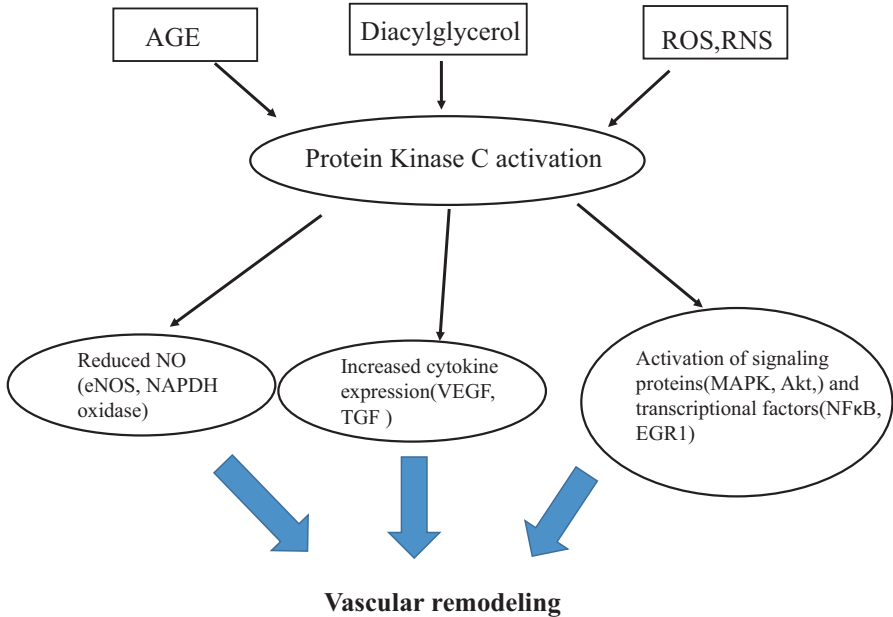 AGE
Diacylglycerol
ROS,RNS
Protein Kinase C activation
Reduced NO
(eNOS, NAPDH
oxidase)
Increased cytokine
expression(VEGF,
TGF )
Activation of signaling
proteins(MAPK, Akt,) and
transcriptional factors(NFκB,
EGR1)
Vascular remodeling